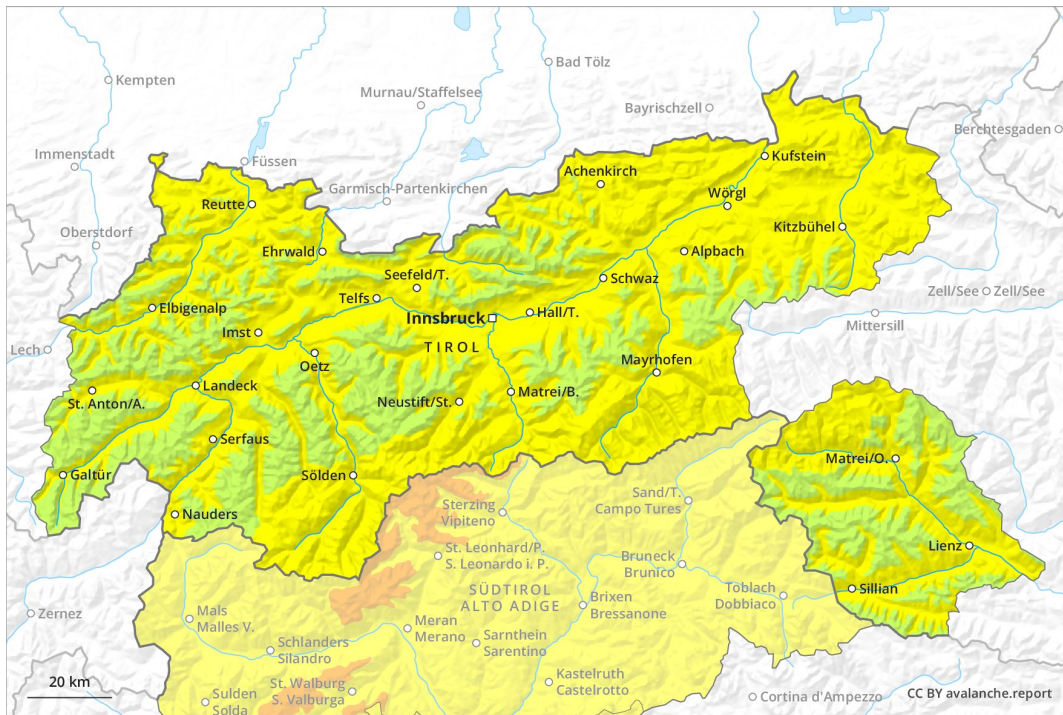 Kempten
Bad Tölz
Murnau/Staffelsee
Bayrischzell
Berchtesgaden
Immenstadt
Füssen
Kufstein
Achenkirch
Garmisch-Partenkirchen
Wörgl
Reutte
Oberstdorf
Kitzbühel
Ehrwald
Alpbach
Seefeld/T.
Schwaz
Telfs
Zell/See
Zell/See
Elbigenalp
Innsbruck
Hall/T.
Mittersill
Imst
TIROL
Lech
Oetz
Mayrhofen
Landeck
St. Anton/A.
Neustift/St.
Matrei/B.
Serfaus
Matrei/O.
Galtür
Sölden
Sand/T.
Campo Tures
Sterzing
Vipiteno
Nauders
Lienz
St. Leonhard/P.
S. Leonardo i. P.
Bruneck
Brunico
SÜDTIROL
ALTO ADIGE
Sillian
Toblach
Dobbiaco
Brixen
Bressanone
Zernez
Mals
Malles V.
Meran
Merano
Schlanders
Silandro
Sarnthein
Sarentino
20 km
St. Walburg
S. Valburga
Kastelruth
Castelrotto
Sulden
Solda
Cortina d'Ampezzo
CC BY avalanche.report